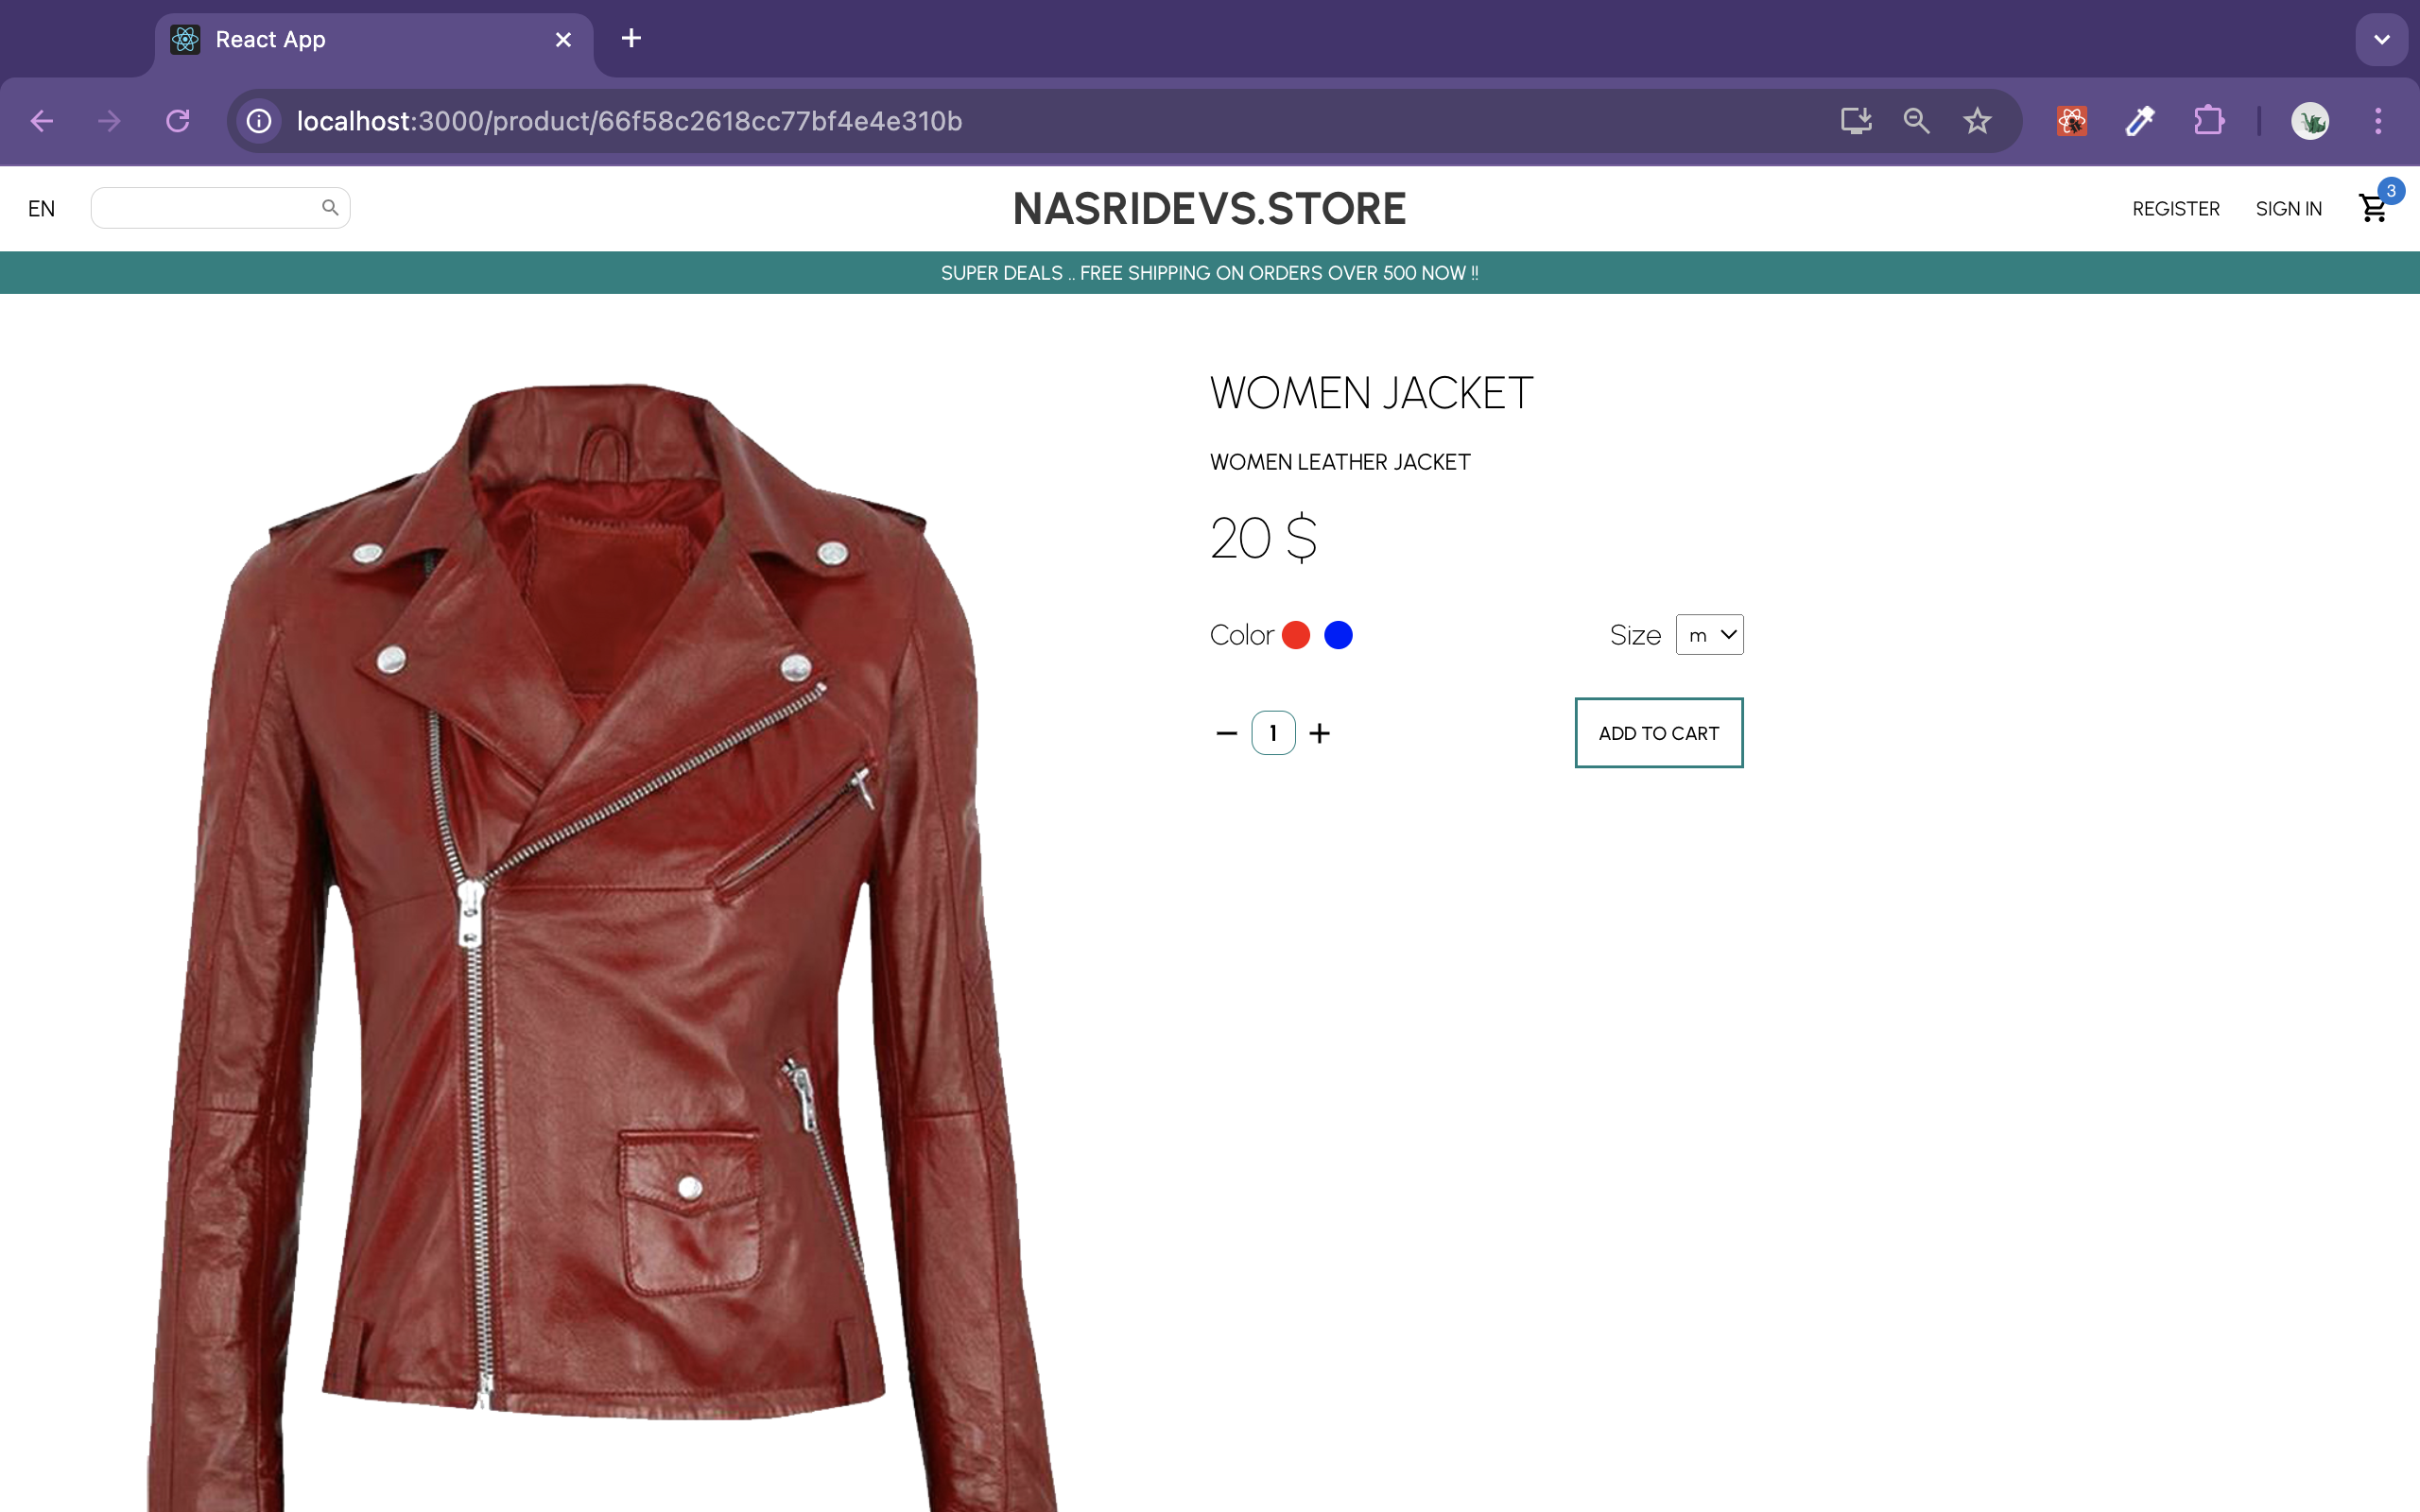 React App
localhost:3000/product/66f58c2618cc77bf4e4e310b
EN
NASRIDEVS.STORE
REGISTER
SIGN IN
3
SUPER DEALS .. FREE SHIPPING ON ORDERS OVER 500 NOW !!
WOMEN JACKET
WOMEN LEATHER JACKET
20 $
Color
Size m
1
ADD TO CART